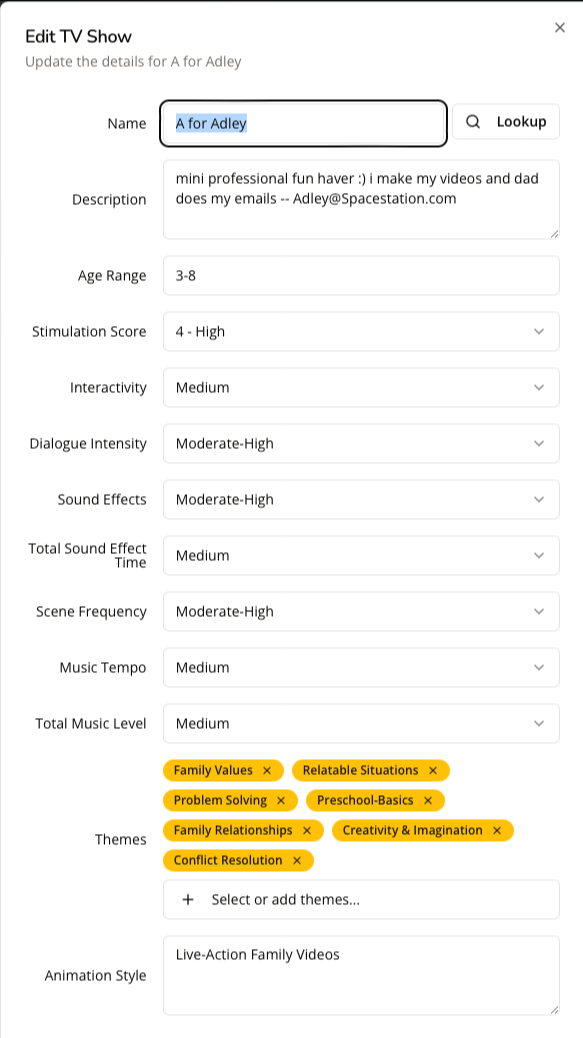 Edit TV Show
Update the details for A for Adley
Name
A for Adley
Lookup
Description
mini professional fun haver :) i make my videos and dad
does my emails -- Adley@Spacestation.com
Age Range
3-8
Stimulation Score
4 - High
Interactivity
Medium
Dialogue Intensity
Moderate-High
Sound Effects
Moderate-High
Total Sound Effect
Time
Medium
Scene Frequency
Moderate-High
Music Tempo
Medium
Total Music Level
Medium
Themes
Family Values ×
Relatable Situations ×
Problem Solving ×
Preschool-Basics ×
Family Relationships ×
Creativity & Imagination ×
Conflict Resolution ×
+ Select or add themes...
Animation Style
Live-Action Family Videos